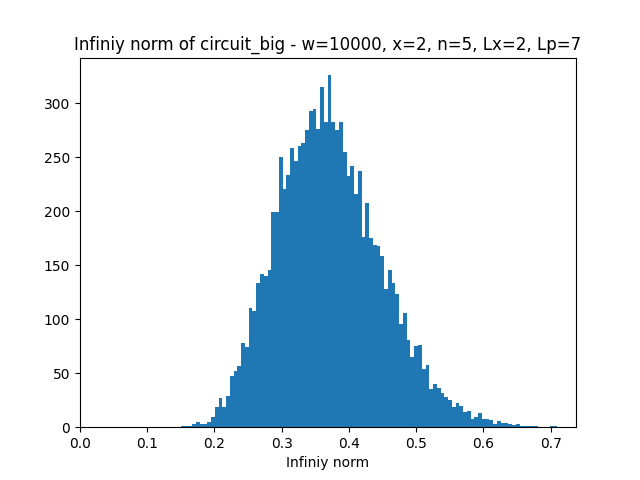 Infiniy norm of circuit_big - w=10000, x=2, n=5, Lx=2, Lp=7
300
250
200
150
100
50
0
0.0 0.1 0.2 0.3 0.4 0.5 0.6 0.7
Infiniy norm